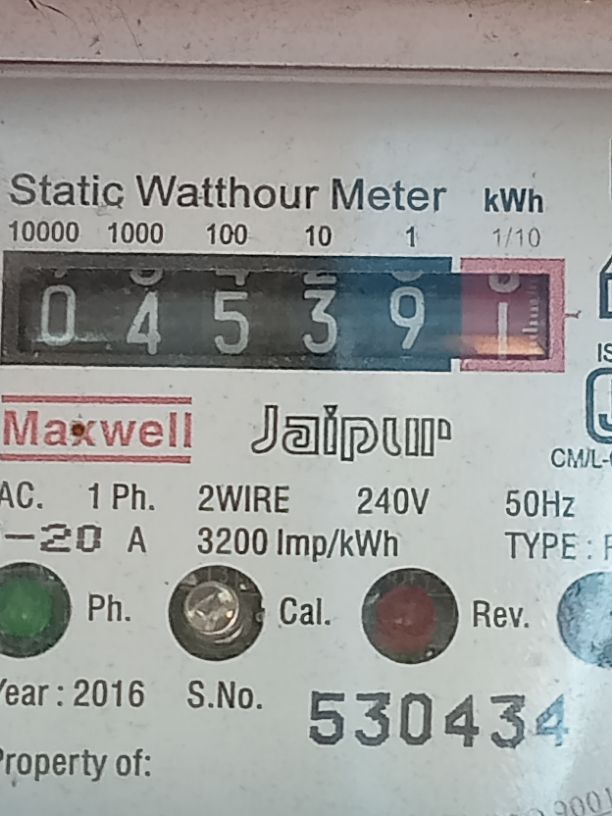 Static Watthour Meter kWh
10000 1000 100 10 1 1/10
0 4 5 3 9 1
Maxwell Jaipur
AC. 1 Ph. 2WIRE 240V 50Hz
-20 A 3200 Imp/kWh TYPE :
Ph. Cal. Rev.
Year : 2016 S.No. 530434
Property of: